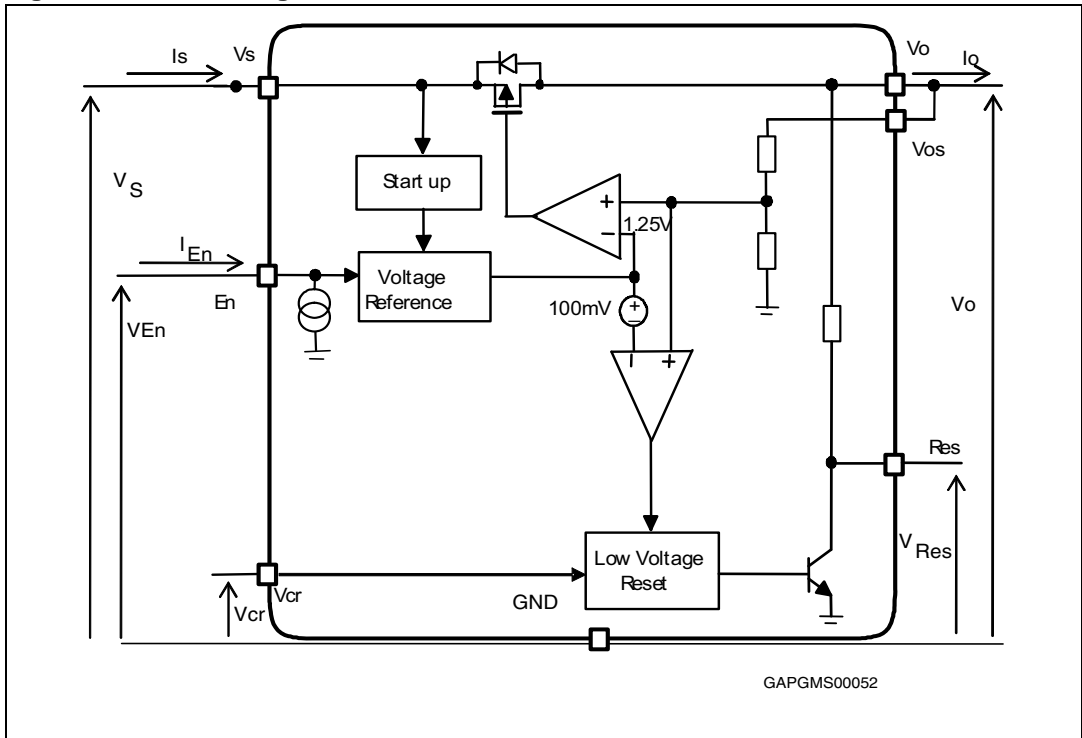 Is
Vs
Vo
Io
Vos
V S
Start up
1.25V
+
−
I En
En
VEn
Voltage
Reference
100mV
+
−
− +
Vo
Res
V Res
Low Voltage
Reset
Vcr
Vcr
GND
GAPGMS00052